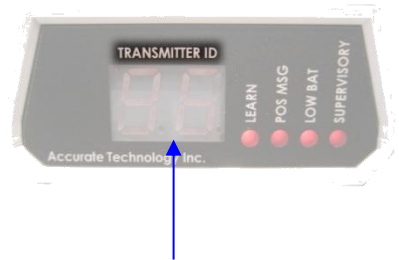 TRANSMITTER ID
LEARN
POS MSG
LOW BAT
SUPERVISORY
Accurate Technology Inc.